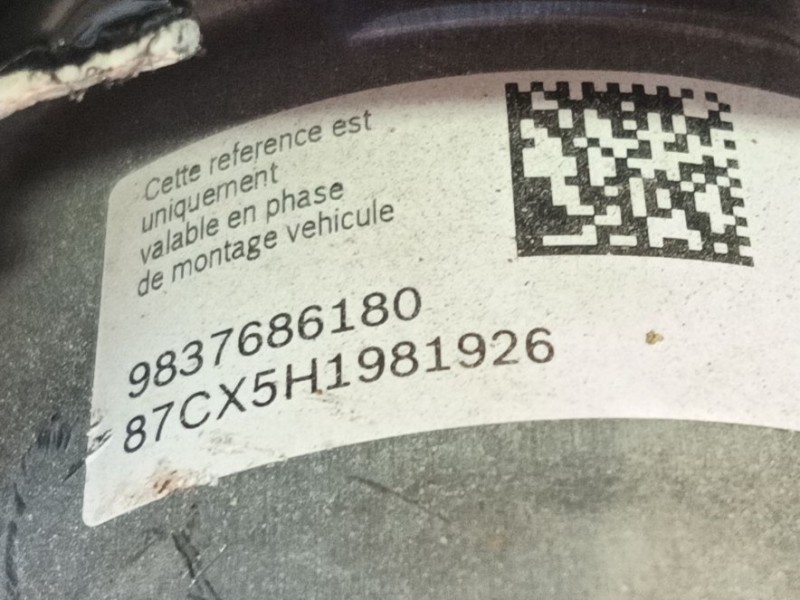 Cette reference est
uniquement
valable en phase
de montage vehicule
9837686180
87CX5H1981926